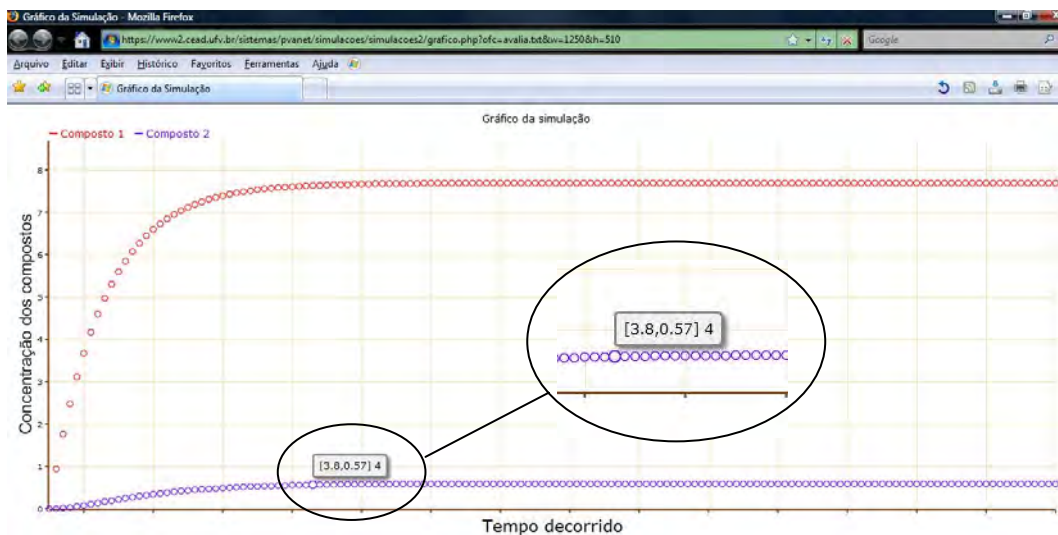 Gráfico da Simulação - Mozilla Firefox
https://www2.cead.ufv.br/sistemas/pvanet/simulacoes/simulacoes2/grafico.php?ofc=avalia.txt&w=1250&h=510
Google
Arquivo Editar Exibir Histórico Favoritos Ferramentas Ajuda
Gráfico da Simulação
Gráfico da simulação
Composto 1 Composto 2
Concentração dos compostos
8
7
6
5
4
3
2
1
0
[3.8,0.57] 4
[3.8,0.57] 4
Tempo decorrido